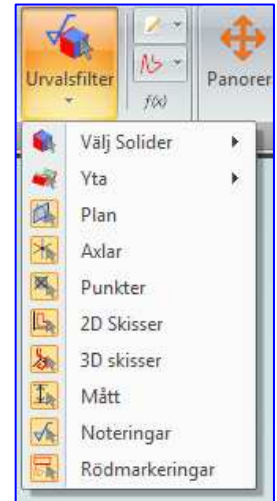 Urvalsfilter
f(x)
Panorer
Välj Solider
Yta
Plan
Axlar
Punkter
2D Skisser
3D skisser
Mått
Noteringar
Rödmarkeringar